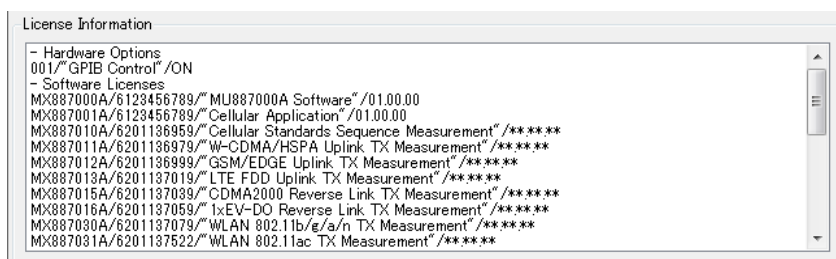 License Information
- Hardware Options
001/"GPIB Control"/ON
- Software Licenses
MX887000A/6123456789/"MU887000A Software"/01.00.00
MX887001A/6123456789/"Cellular Application"/01.00.00
MX887010A/6201136959/"Cellular Standards Sequence Measurement"/**.**.**
MX887011A/6201136979/"W-CDMA/HSPA Uplink TX Measurement"/**.**.**
MX887012A/6201136999/"GSM/EDGE Uplink TX Measurement"/**.**.**
MX887013A/6201137019/"LTE FDD Uplink TX Measurement"/**.**.**
MX887015A/6201137039/"CDMA2000 Reverse Link TX Measurement"/**.**.**
MX887016A/6201137059/"1xEV-DO Reverse Link TX Measurement"/**.**.**
MX887030A/6201137079/"WLAN 802.11b/g/a/n TX Measurement"/**.**.**
MX887031A/6201137522/"WLAN 802.11ac TX Measurement"/**.**.**